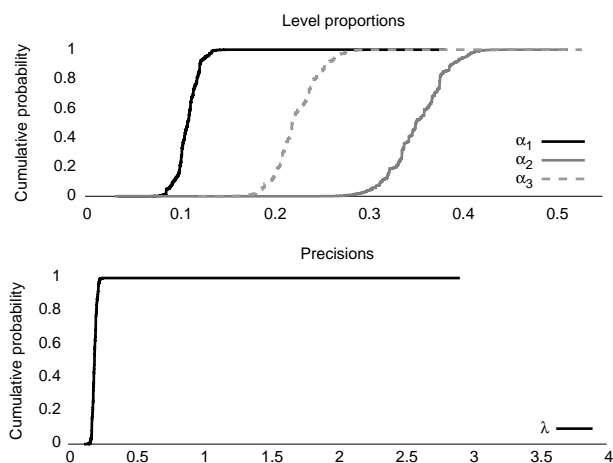 Level proportions
Cumulative probability
1
0.8
0.6
0.4
0.2
0
0 0.1 0.2 0.3 0.4 0.5
α1
α2
α3
Precisions
Cumulative probability
1
0.8
0.6
0.4
0.2
0
0 0.5 1 1.5 2 2.5 3 3.5 4
λ